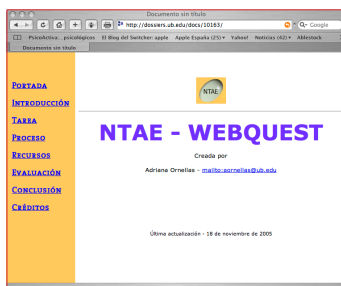 Documento sin título
http://dossiers.ub.edu/docs/10163/
Google
PsicoActiva:..psicológicos El Blog del Switcher: apple Apple España (25) Yahoo! Noticias (42) Ablestock
Documento sin título
NTAE
PORTADA
INTRODUCCIÓN
TAREA
PROCESO
RECURSOS
EVALUACIÓN
CONCLUSIÓN
CRÉDITOS
NTAE - WEBQUEST
Creada por
Adriana Ornellas - mailto:aornellas@ub.edu
Última actualización - 18 de noviembre de 2005